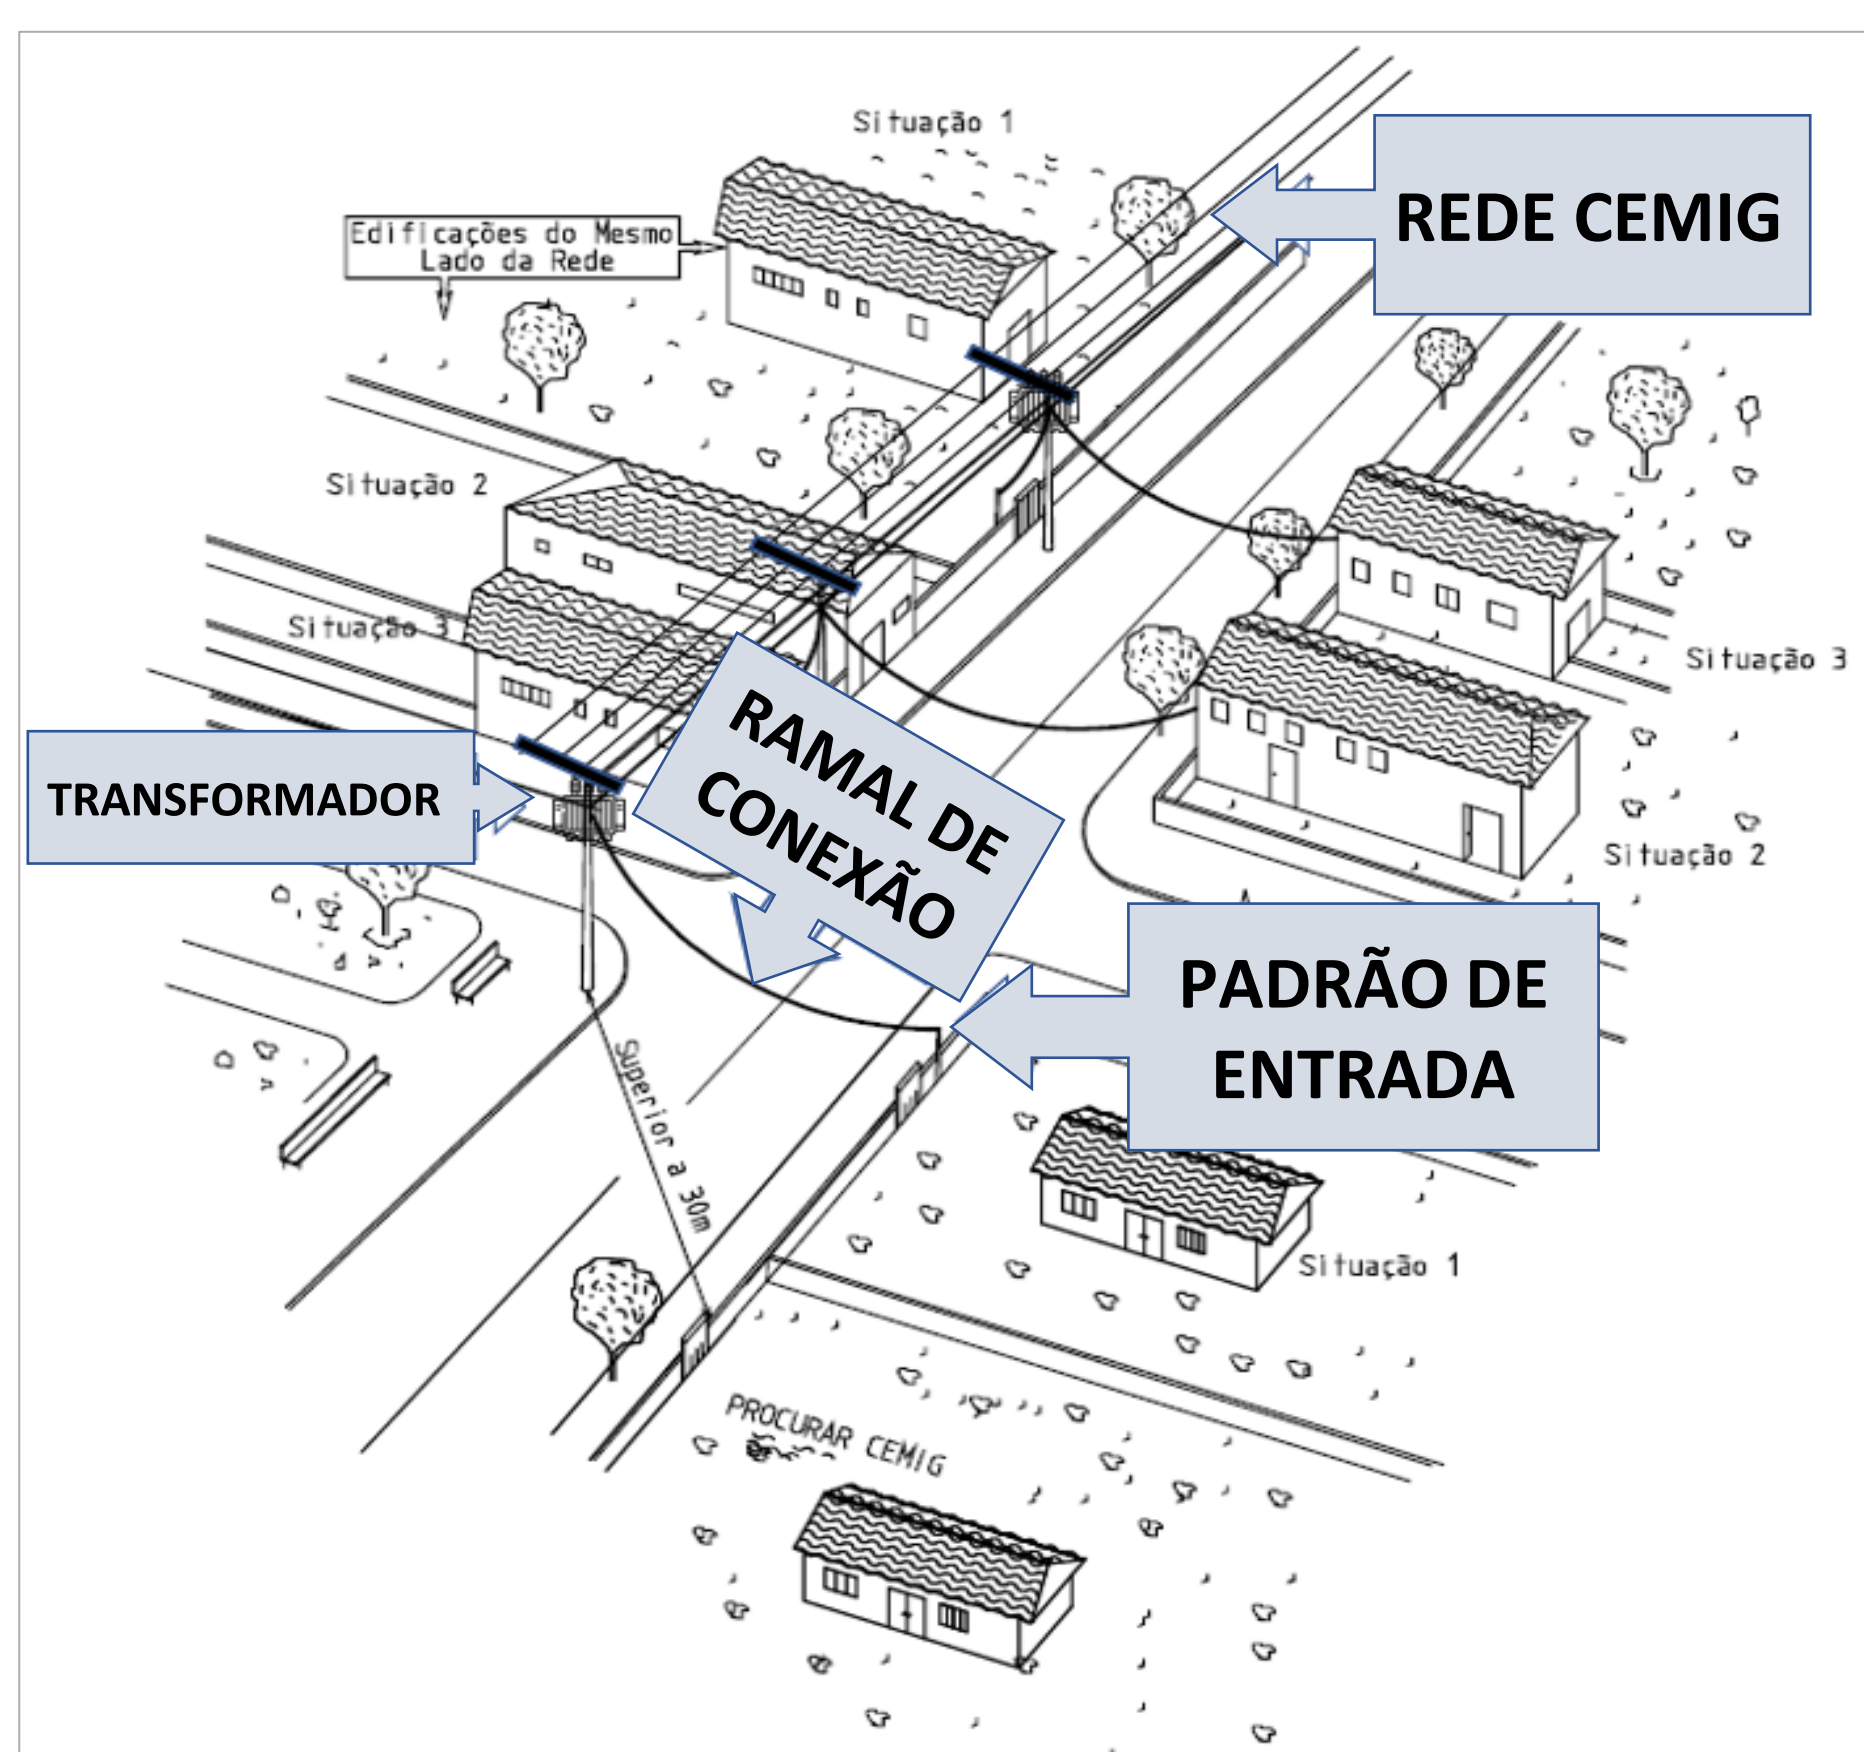 Situação 1
REDE CEMIG
Edificações do Mesmo
Lado da Rede
Situação 2
Situação 3
Situação 3
RAMAL DE
CONEXÃO
TRANSFORMADOR
Situação 2
PADRÃO DE
ENTRADA
Superior a 30m
Situação 1
PROCURAR CEMIG